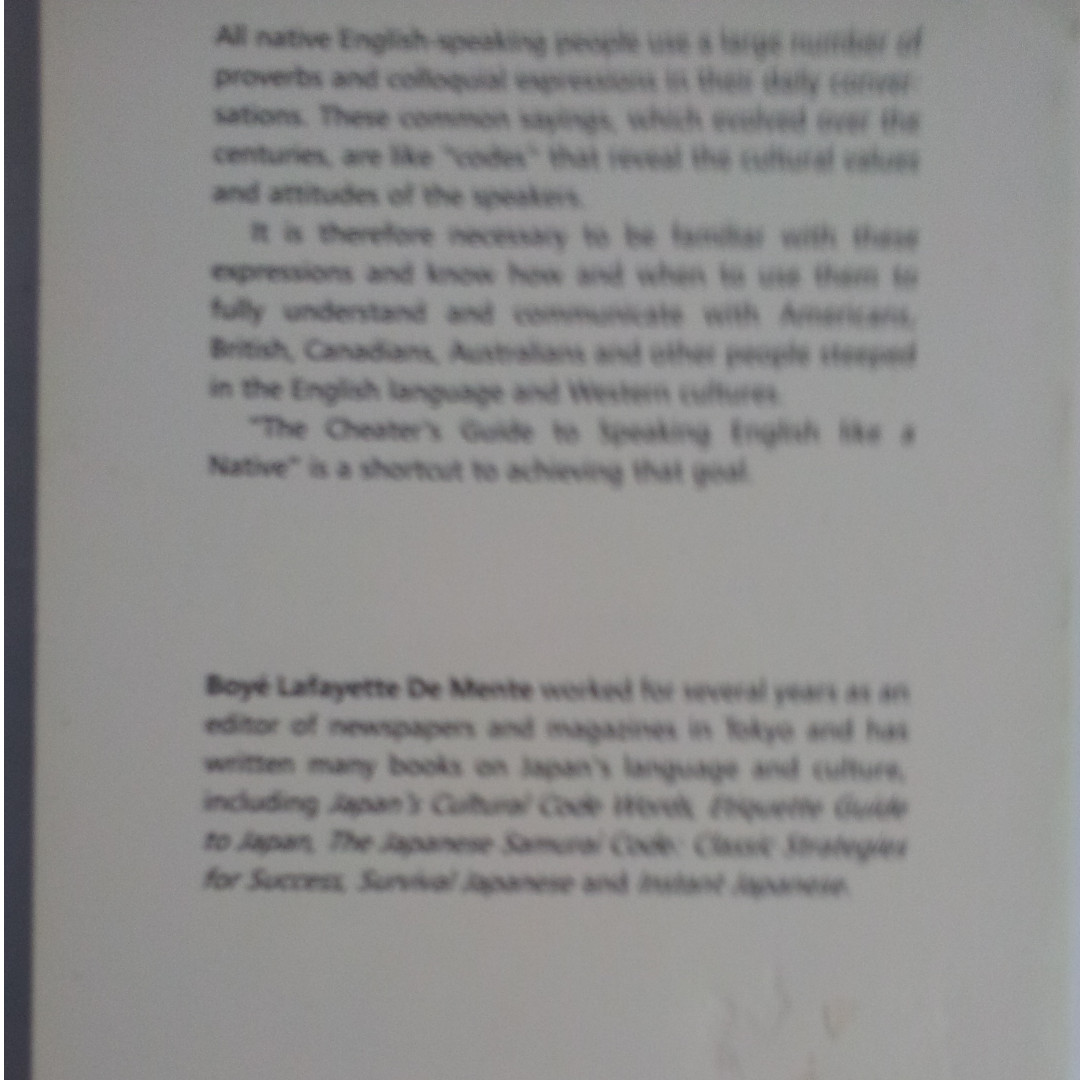 All native English-speaking people use a large number of
proverbs and colloquial expressions in their daily conver-
sations. These common sayings, which evolved over the
centuries, are like "codes" that reveal the cultural values
and attitudes of the speakers.
It is therefore necessary to be familiar with these
expressions and know how and when to use them to
fully understand and communicate with Americans,
British, Canadians, Australians and other people steeped
in the English language and Western cultures.
"The Cheater's Guide to Speaking English like a
Native" is a shortcut to achieving that goal.
Boyé Lafayette De Mente worked for several years as an
editor of newspapers and magazines in Tokyo and has
written many books on Japan's language and culture,
including Japan's Cultural Code Words, Etiquette Guide
to Japan, The Japanese Samurai Code: Classic Strategies
for Success, Survival Japanese and Instant Japanese.